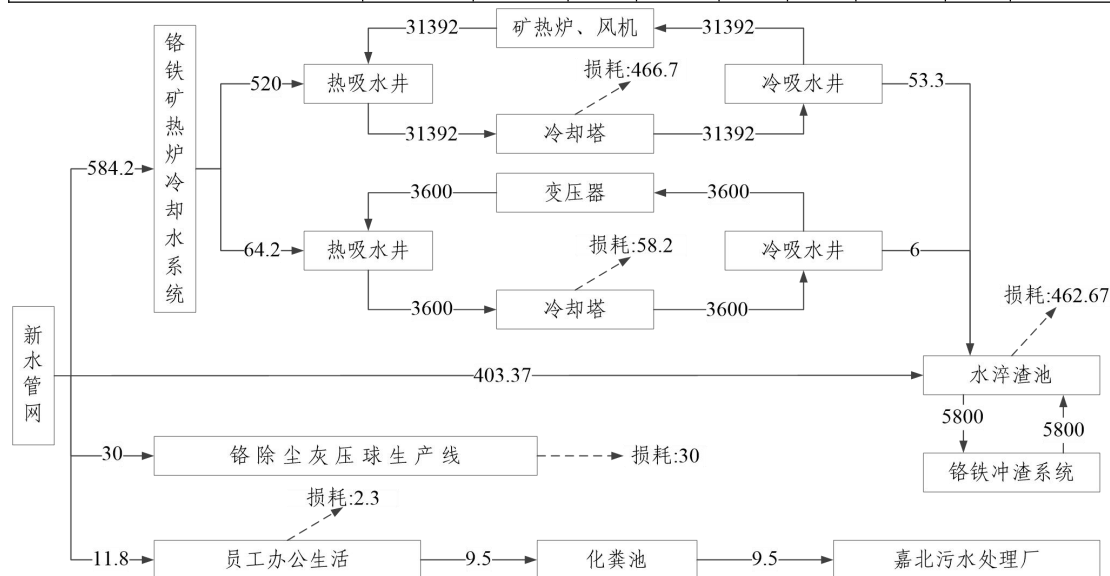 31392
矿热炉、风机
31392
铬铁矿热炉冷却水系统
520
热吸水井
损耗:466.7
冷吸水井
53.3
31392
冷却塔
31392
584.2
3600
变压器
3600
64.2
热吸水井
损耗:58.2
冷吸水井
6
3600
冷却塔
3600
损耗:462.67
新水管网
403.37
水淬渣池
5800
5800
30
铬除尘灰压球生产线
损耗:30
铬铁冲渣系统
损耗:2.3
11.8
员工办公生活
9.5
化粪池
9.5
嘉北污水处理厂